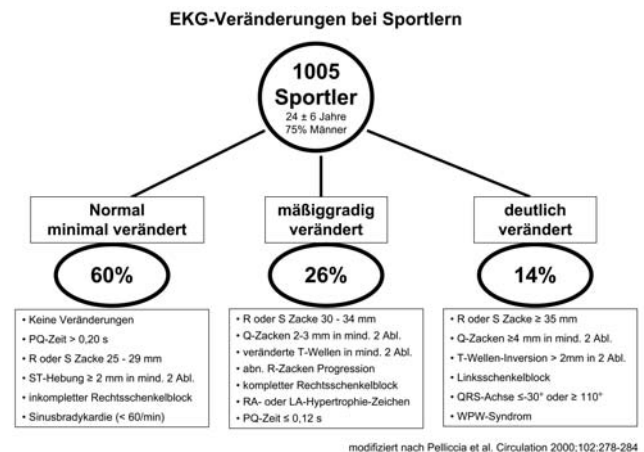 EKG-Veränderungen bei Sportlern
1005
Sportler
24 ± 6 Jahre
75% Männer
Normal
minimal verändert
60%
• Keine Veränderungen
• PQ-Zeit > 0,20 s
• R oder S Zacke 25 - 29 mm
• ST-Hebung ≥ 2 mm in mind. 2 Abl.
• inkompletter Rechtsschenkelblock
• Sinusbradykardie (< 60/min)
mäßiggradig
verändert
26%
• R oder S Zacke 30 - 34 mm
• Q-Zacken 2-3 mm in mind. 2 Abl.
• veränderte T-Wellen in mind. 2 Abl.
• abn. R-Zacken Progression
• kompletter Rechtsschenkelblock
• RA- oder LA-Hypertrophie-Zeichen
• PQ-Zeit ≤ 0,12 s
deutlich
verändert
14%
• R oder S Zacke ≥ 35 mm
• Q-Zacken ≥4 mm in mind. 2 Abl.
• T-Wellen-Inversion > 2mm in 2 Abl.
• Linksschenkelblock
• QRS-Achse ≤-30° oder ≥ 110°
• WPW-Syndrom
modifiziert nach Pelliccia et al. Circulation 2000;102:278-284